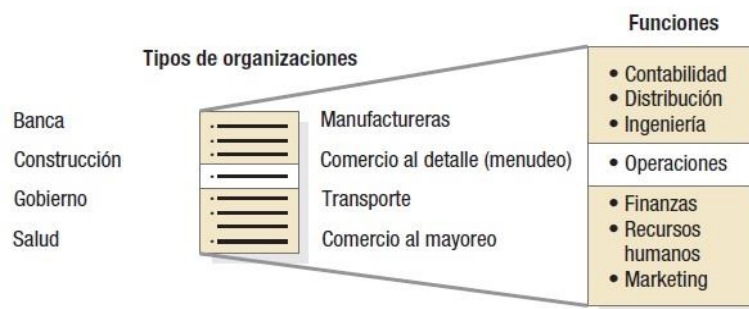 Funciones
Tipos de organizaciones
Banca
Construcción
Gobierno
Salud
Manufactureras
Comercio al detalle (menudeo)
Transporte
Comercio al mayoreo
• Contabilidad
• Distribución
• Ingeniería
• Operaciones
• Finanzas
• Recursos
humanos
• Marketing